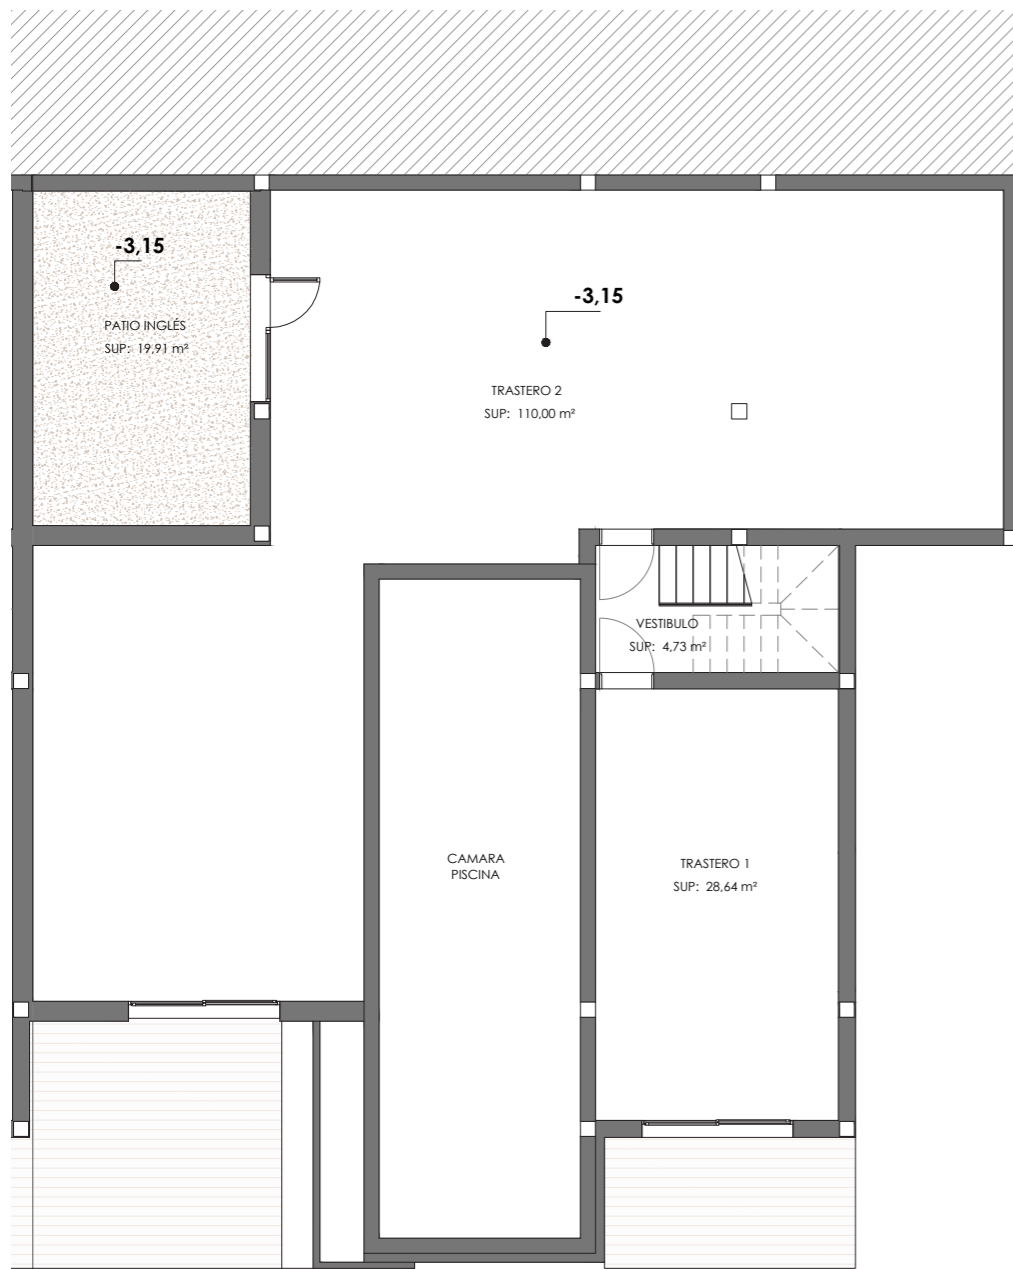 -3,15
PATIO INGLÉS
SUP: 19,91 m²
-3,15
TRASTERO 2
SUP: 110,00 m²
VESTIBULO
SUP: 4,73 m²
CAMARA
PISCINA
TRASTERO 1
SUP: 28,64 m²